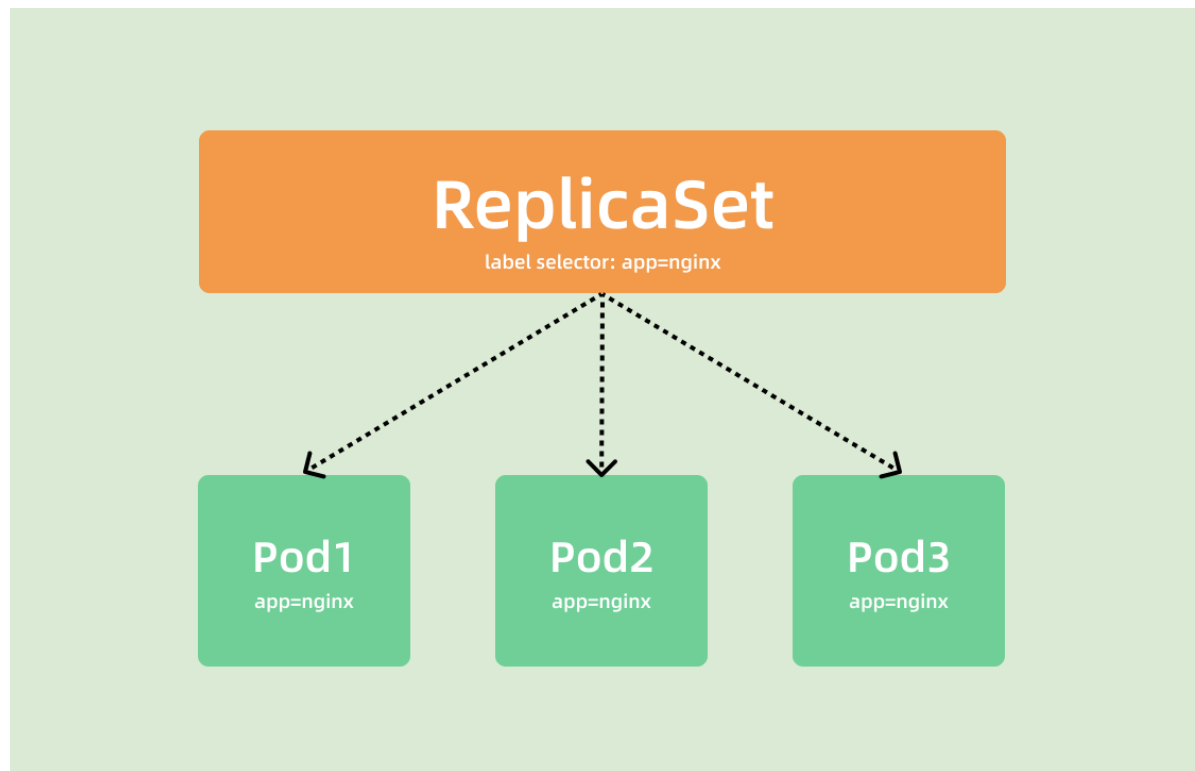 ReplicaSet
label selector: app=nginx
Pod1
app=nginx
Pod2
app=nginx
Pod3
app=nginx